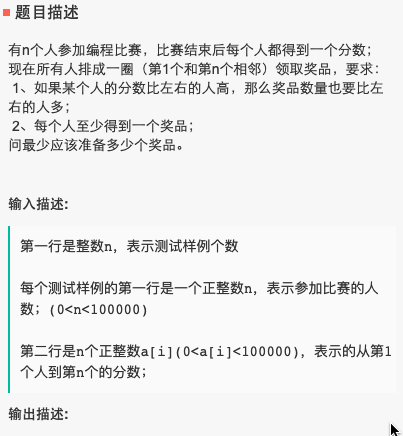 题目描述
有n个人参加编程比赛，比赛结束后每个人都得到一个分数；
现在所有人排成一圈（第1个和第n个相邻）领取奖品，要求：
1、如果某个人的分数比左右的人高，那么奖品数量也要比左
右的人多；
2、每个人至少得到一个奖品；
问最少应该准备多少个奖品。
输入描述:
第一行是整数n，表示测试样例个数
每个测试样例的第一行是一个正整数n，表示参加比赛的人
数；(0<n<100000)
第二行是n个正整数a[i](0<a[i]<100000)，表示的从第1
个人到第n个的分数；
输出描述: